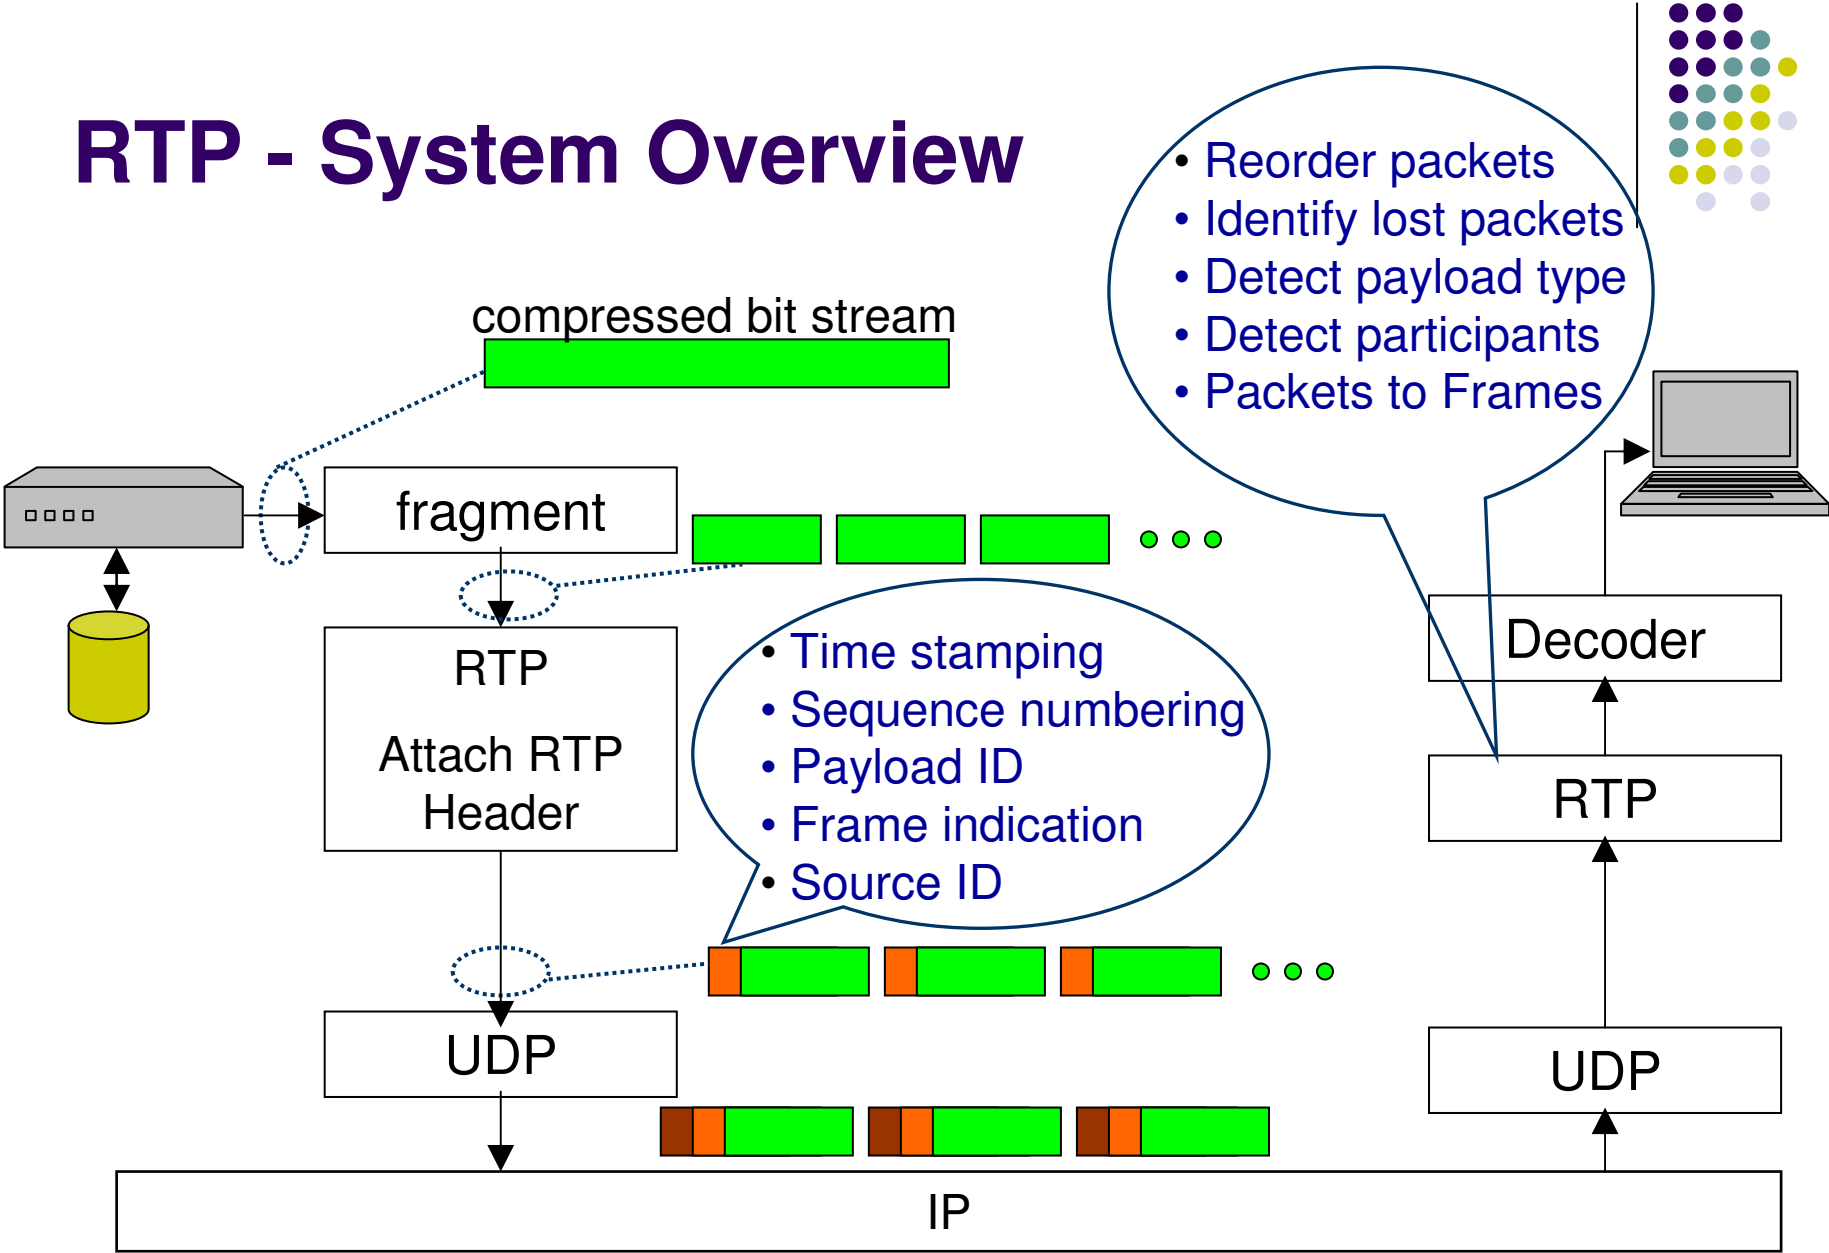 RTP - System Overview
• Reorder packets
• Identify lost packets
• Detect payload type
• Detect participants
• Packets to Frames
compressed bit stream
fragment
RTP
Attach RTP
Header
• Time stamping
• Sequence numbering
• Payload ID
• Frame indication
• Source ID
Decoder
RTP
UDP
UDP
IP